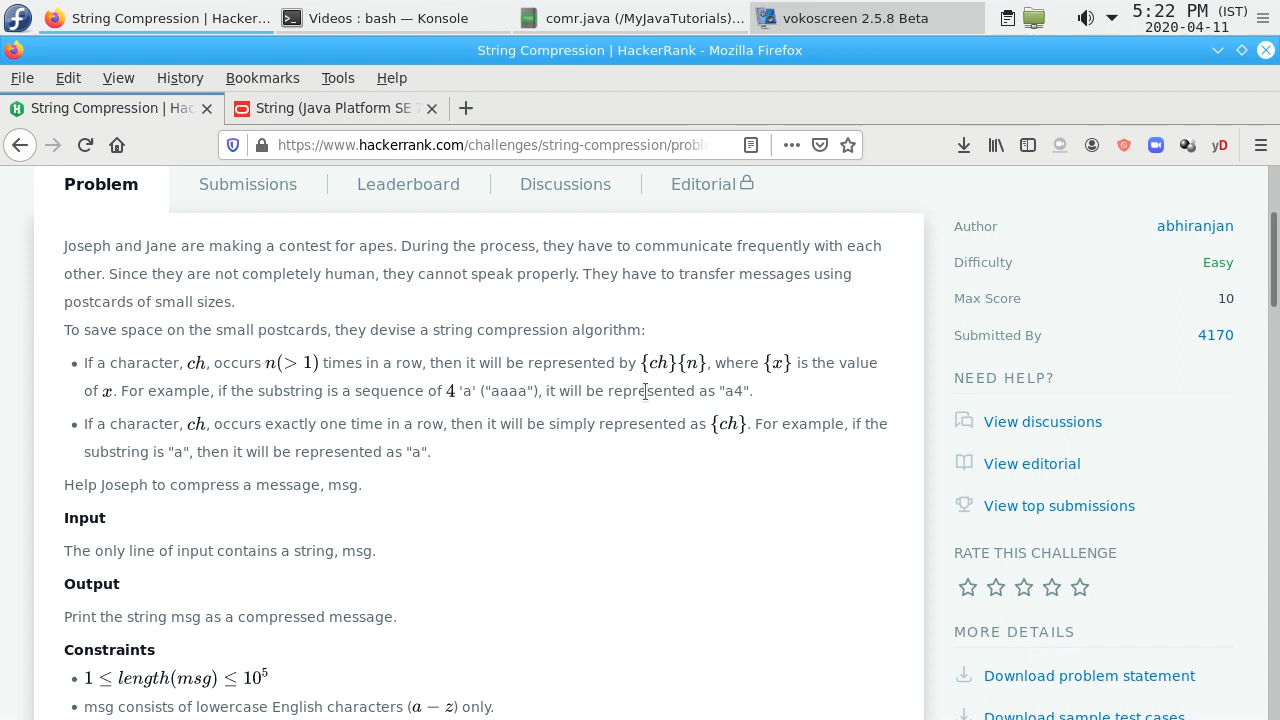 String Compression | Hacker...
Videos : bash — Konsole
comr.java (/MyJavaTutorials)...
vokoscreen 2.5.8 Beta
5:22 PM (IST)
2020-04-11
String Compression | HackerRank - Mozilla Firefox
File Edit View History Bookmarks Tools Help
String Compression | Hac
String (Java Platform SE 7
https://www.hackerrank.com/challenges/string-compression/probl
yD
Problem Submissions Leaderboard Discussions Editorial
Joseph and Jane are making a contest for apes. During the process, they have to communicate frequently with each
other. Since they are not completely human, they cannot speak properly. They have to transfer messages using
postcards of small sizes.
To save space on the small postcards, they devise a string compression algorithm:
• If a character, ch, occurs n(> 1) times in a row, then it will be represented by {ch}{n}, where {x} is the value
of x. For example, if the substring is a sequence of 4 'a' ("aaaa"), it will be represented as "a4".
• If a character, ch, occurs exactly one time in a row, then it will be simply represented as {ch}. For example, if the
substring is "a", then it will be represented as "a".
Help Joseph to compress a message, msg.
Input
The only line of input contains a string, msg.
Output
Print the string msg as a compressed message.
Constraints
• 1 ≤ length(msg) ≤ 10⁵
• msg consists of lowercase English characters (a − z) only.
Author abhiranjan
Difficulty Easy
Max Score 10
Submitted By 4170
NEED HELP?
View discussions
View editorial
View top submissions
RATE THIS CHALLENGE
MORE DETAILS
Download problem statement
Download sample test cases